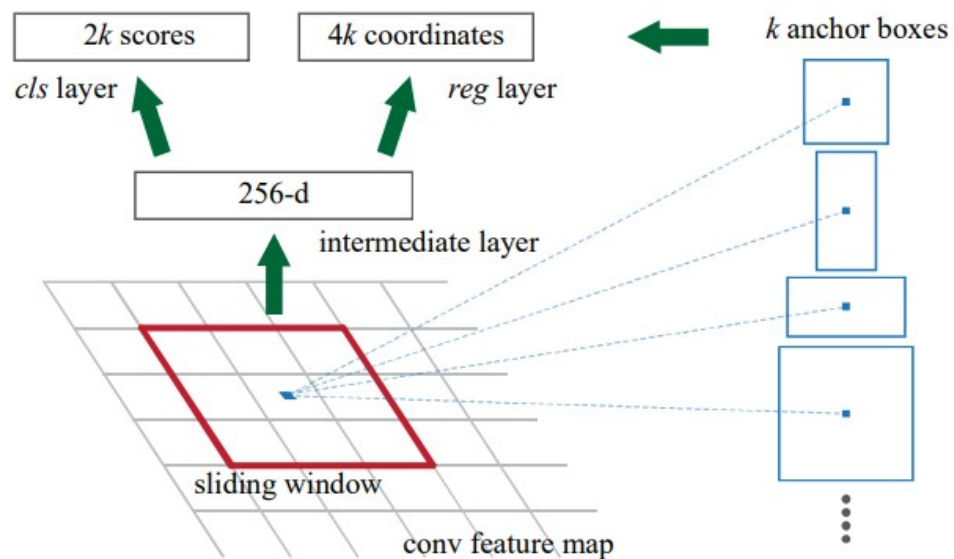 2k scores
4k coordinates
k anchor boxes
cls layer
reg layer
256-d
intermediate layer
sliding window
conv feature map